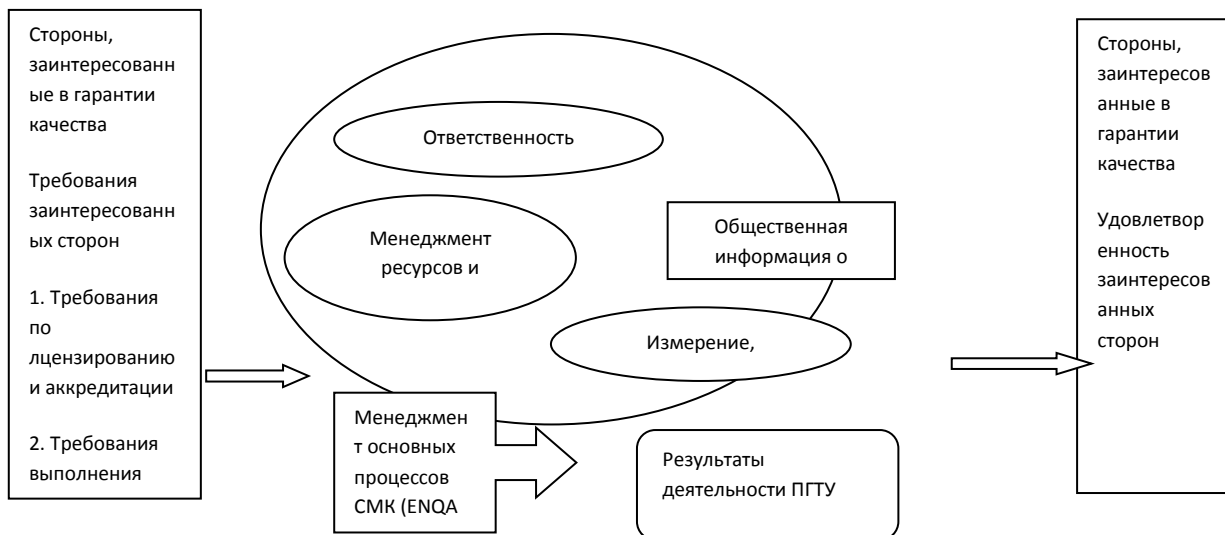 Стороны,
заинтересованн
ые в гарантии
качества
Требования
заинтересованн
ых сторон
1. Требования
по
лцензированию
и аккредитации
2. Требования
выполнения
Ответственность
Менеджмент
ресурсов и
Общественная
информация о
Измерение,
Менеджмен
т основных
процессов
СМК (ENQA
Результаты
деятельности ПГТУ
Стороны,
заинтересов
анные в
гарантии
качества
Удовлетвор
енность
заинтересов
анных
сторон